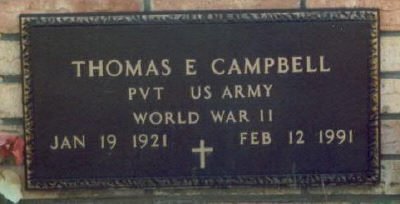 THOMAS E CAMPBELL
PVT US ARMY
WORLD WAR II
JAN 19 1921 FEB 12 1991